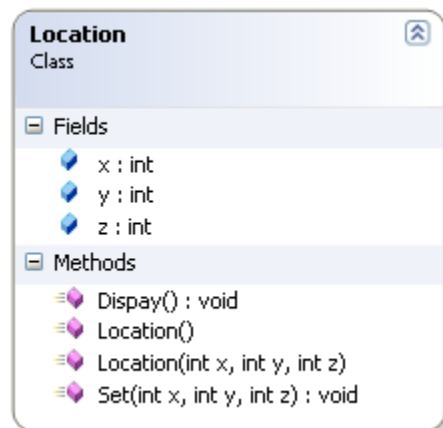 Location
Class
Fields
x : int
y : int
z : int
Methods
Dispay() : void
Location()
Location(int x, int y, int z)
Set(int x, int y, int z) : void